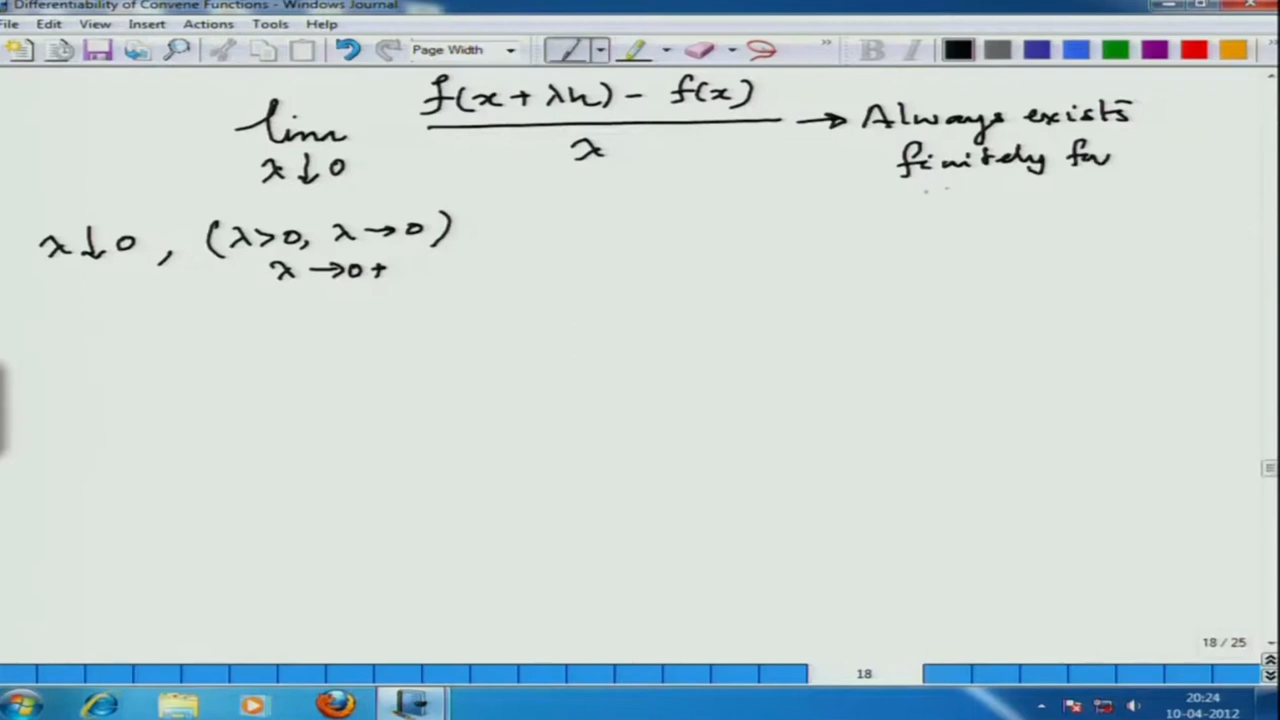 Differentiability of Convene Functions - Windows Journal
File Edit View Insert Actions Tools Help
Page Width
B I
lim λ↓0 f(x + λh) - f(x) / λ → Always exists
finitely for
λ↓0, (λ>0, λ→0)
λ→0+
18 / 25
18
20:24
10-04-2012